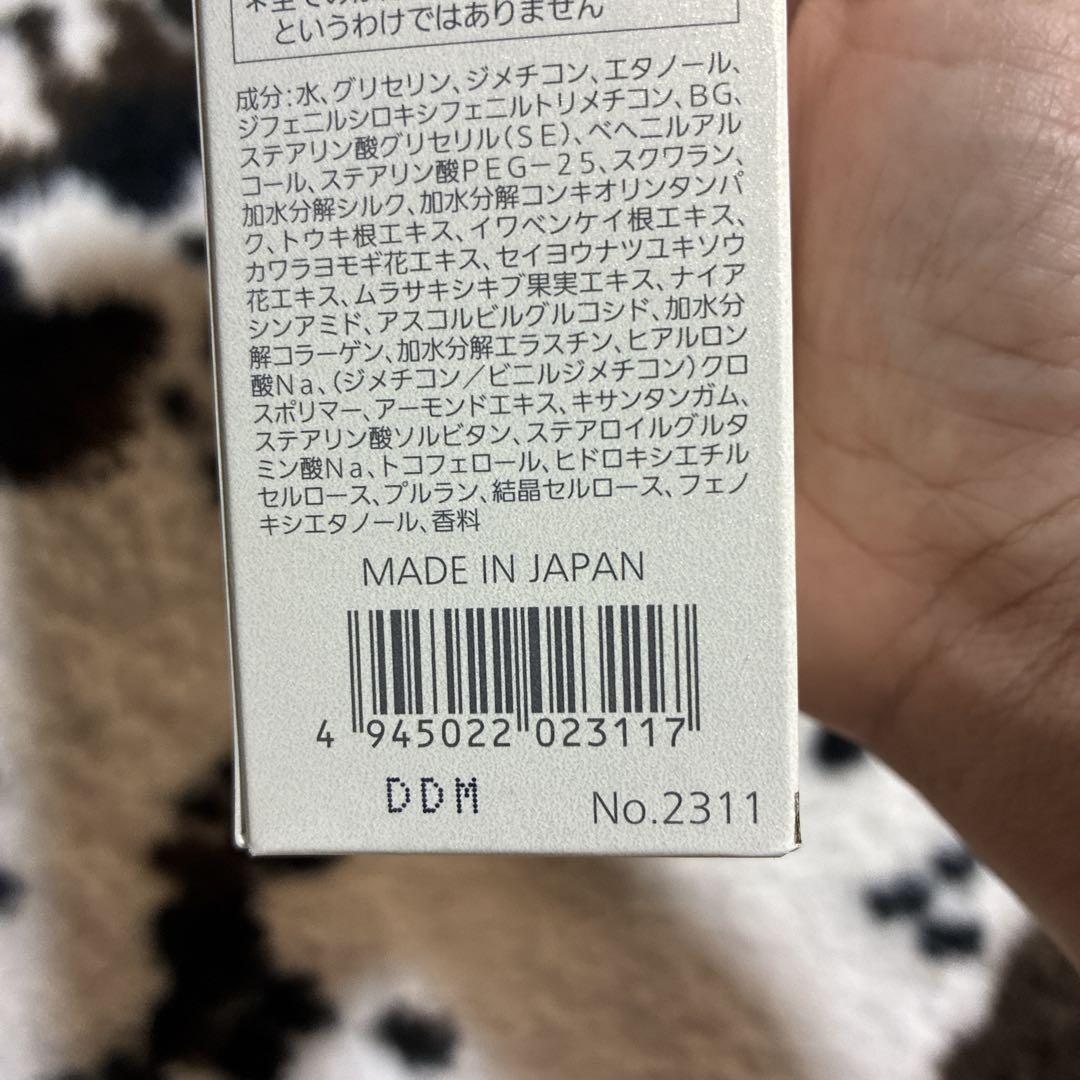 というわけではありません
成分:水、グリセリン、ジメチコン、エタノール、
ジフェニルシロキシフェニルトリメチコン、BG、
ステアリン酸グリセリル(SE)、ベヘニルアル
コール、ステアリン酸PEG-25、スクワラン、
加水分解シルク、加水分解コンキオリンタンパ
ク、トウキ根エキス、イワベンケイ根エキス、
カワラヨモギ花エキス、セイヨウナツユキソウ
花エキス、ムラサキシキブ果実エキス、ナイア
シンアミド、アスコルビルグルコシド、加水分
解コラーゲン、加水分解エラスチン、ヒアルロン
酸Na、(ジメチコン/ビニルジメチコン)クロ
スポリマー、アーモンドエキス、キサンタンガム、
ステアリン酸ソルビタン、ステアロイルグルタ
ミン酸Na、トコフェロール、ヒドロキシエチル
セルロース、プルラン、結晶セルロース、フェノ
キシエタノール、香料
MADE IN JAPAN
4 945022 023117
DDM
No.2311